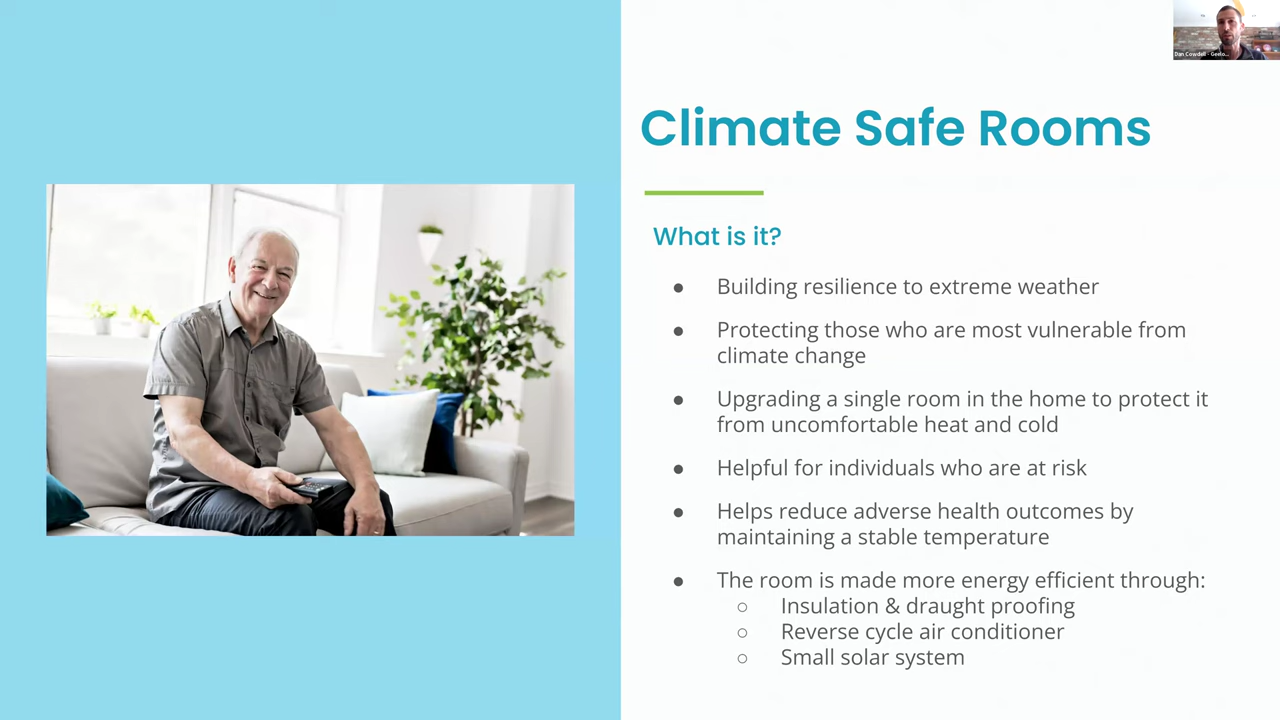 Dan Cowdell - Geelo...
Climate Safe Rooms
What is it?
● Building resilience to extreme weather
● Protecting those who are most vulnerable from
climate change
● Upgrading a single room in the home to protect it
from uncomfortable heat and cold
● Helpful for individuals who are at risk
● Helps reduce adverse health outcomes by
maintaining a stable temperature
● The room is made more energy efficient through:
○ Insulation & draught proofing
○ Reverse cycle air conditioner
○ Small solar system